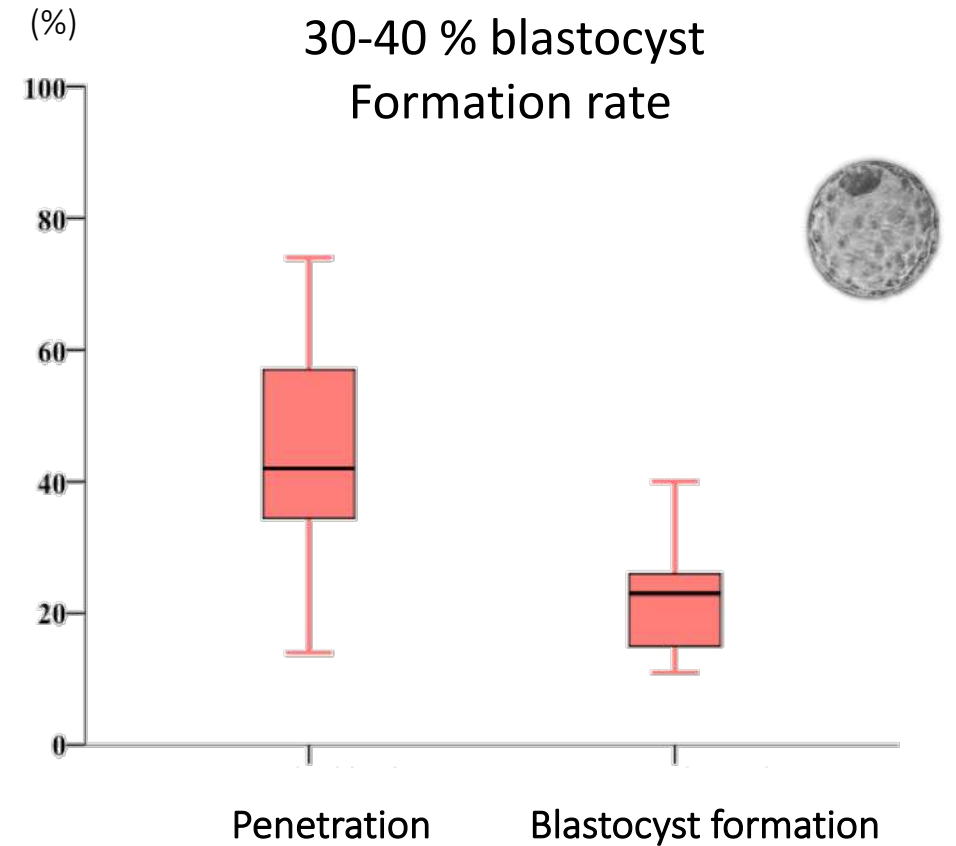 (%)
30-40 % blastocyst
Formation rate
100
80
60
40
20
0
Penetration
Blastocyst formation